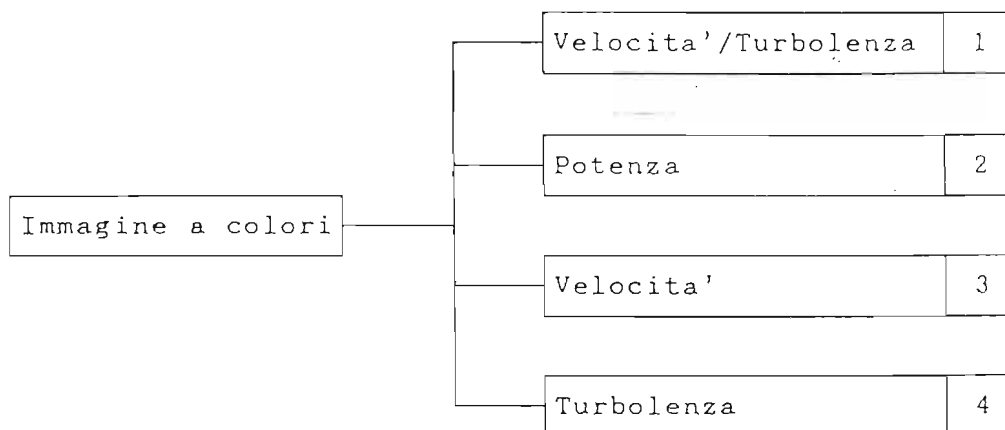 Velocita'/Turbolenza 1
Potenza 2
Immagine a colori
Velocita' 3
Turbolenza 4